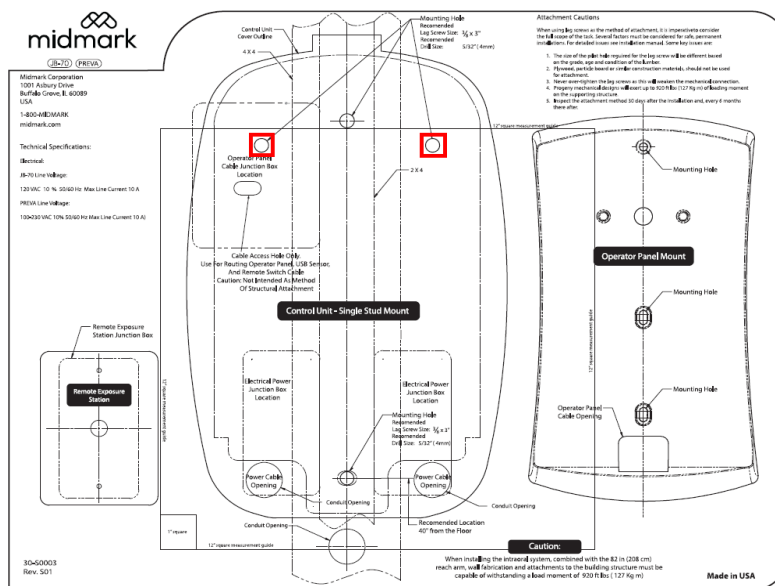 midmark
JB-70 PREVA
Midmark Corporation
1001 Asbury Drive
Buffalo Grove, IL 60089
USA
1-800-MIDMARK
midmark.com
Technical Specifications:
Electrical:
JB-70 Line Voltage:
120 VAC 10 % 50/60 Hz Max Line Current 10 A
PREVA Line Voltage:
100-230 VAC 10% 50/60 Hz Max Line Current 10 A)
Control Unit
Cover Outline
4 X 4
Mounting Hole
Recomended
Lag Screw Size: 3/8 x 3"
Recomended
Drill Size: 5/32" (4mm)
Attachment Cautions
When using lag screws as the method of attachment, it is imperative to consider
the full scope of the task. Several factors must be considered for safe, permanent
installations. For detailed issues see installation manual. Some key issues are:
1. The size of the pilot hole required for the lag screw will be different based
on the grade, age and condition of the lumber.
2. Plywood, particle board or similar construction materials, should not be used
for attachment.
3. Never over-tighten the lag screws as this will weaken the mechanical connection.
4. Progeny mechanical designs will exert up to 920 ft lbs (127 Kg m) of loading moment
on the supporting structure
5. Inspect the attachment method 30 days after the installation and, every 6 months
there after.
12" square measurement guide
Operator Panel
Cable Junction Box
Location
2 X 4
Cable Access Hole Only.
Use For Routing Operator Panel, USB Sensor,
And Remote Switch Cable
Caution: Not Intended As Method
Of Structural Attachment
Control Unit - Single Stud Mount
Mounting Hole
Operator Panel Mount
Mounting Hole
Mounting Hole
Operator Panel
Cable Opening
Remote Exposure
Station Junction Box
Remote Exposure
Station
12" square measurement guide
Electrical Power
Junction Box
Location
Electrical Power
Junction Box
Location
Mounting Hole
Recomended
Lag Screw Size: 3/8 x 3"
Recomended
Drill Size: 5/32" (4mm)
Power Cable
Opening
Power Cable
Opening
Conduit Opening
Conduit Opening
Conduit Opening
Recomended Location
40" from the Floor
1" square
12" square measurement guide
Caution:
When installing the intraoral system, combined with the 82 in (208 cm)
reach arm, wall fabrication and attachments to the building structure must be
capable of withstanding a load moment of 920 ft lbs ( 127 Kg m)
30-S0003
Rev. S01
Made in USA